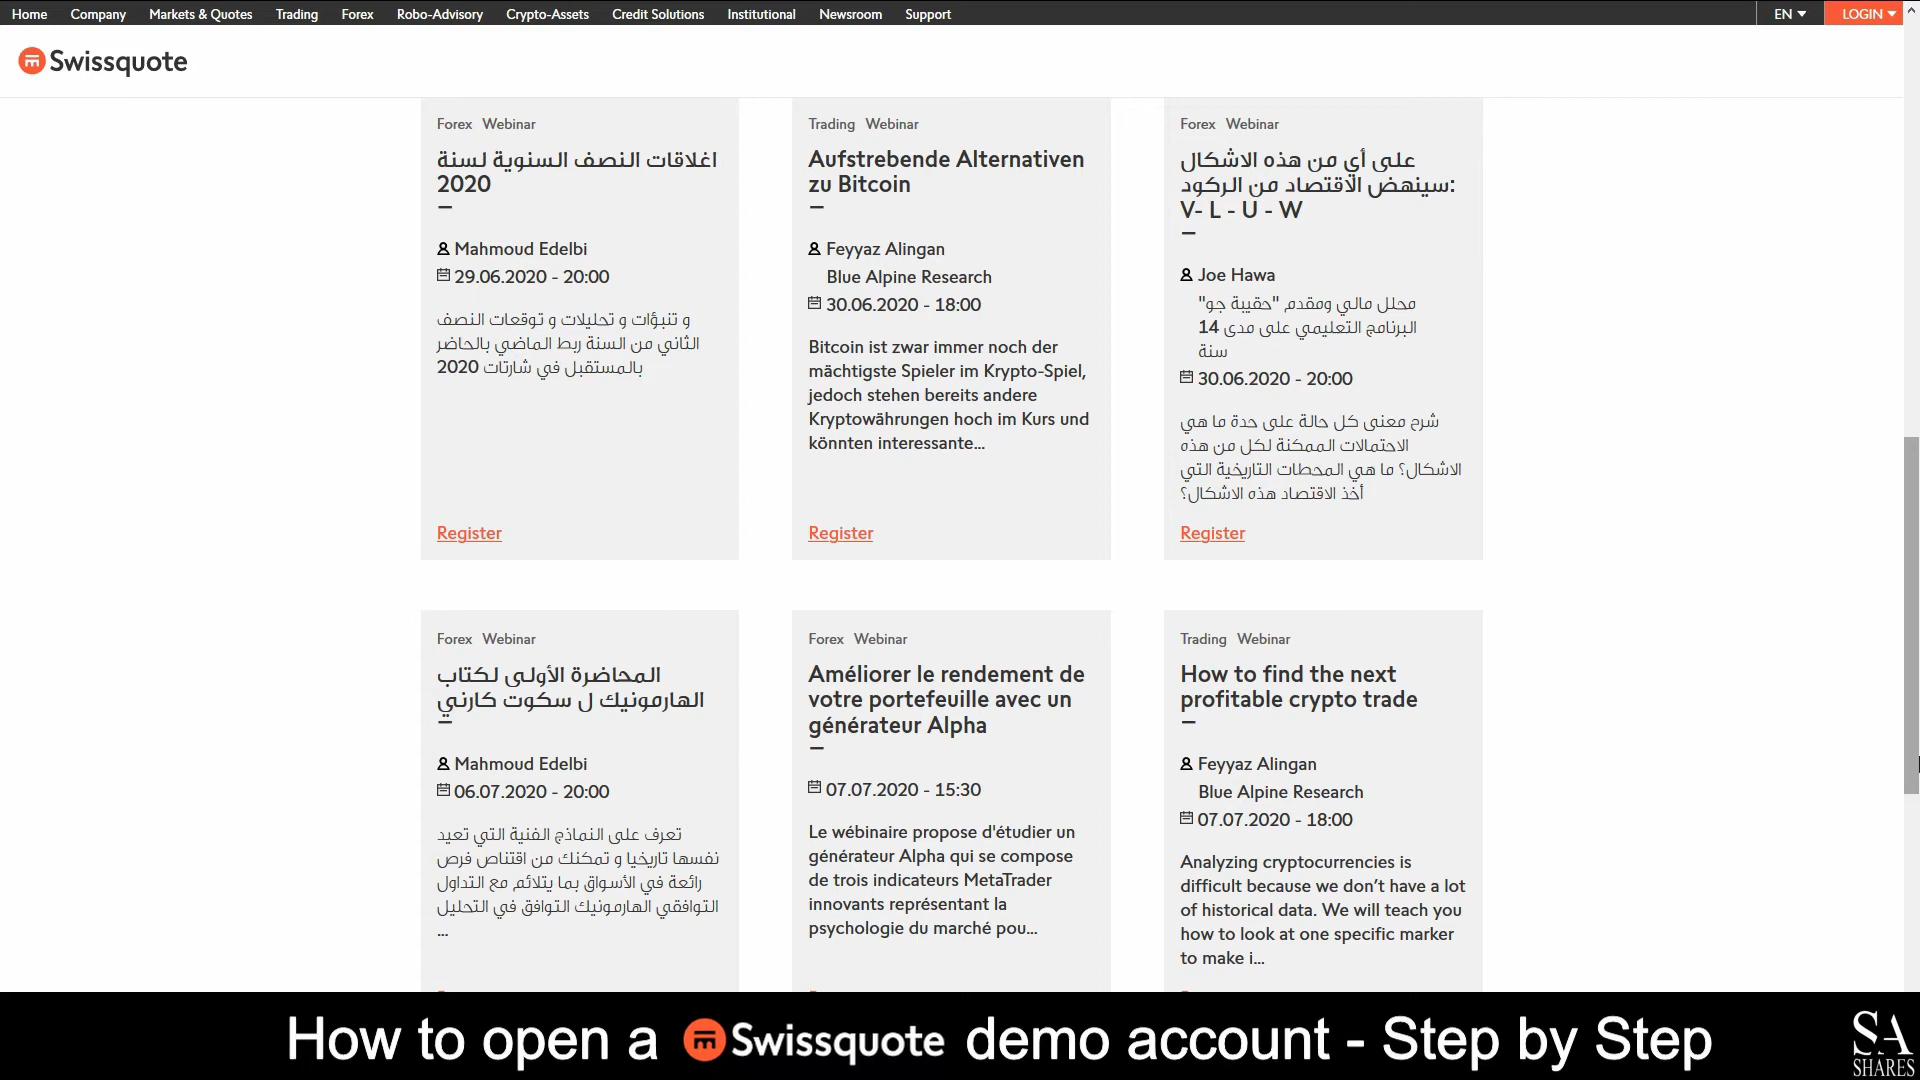 Home Company Markets & Quotes Trading Forex Robo-Advisory Crypto-Assets Credit Solutions Institutional Newsroom Support EN LOGIN
Swissquote
Forex Webinar
اغلاقات النصف السنوية لسنة
2020
Mahmoud Edelbi
29.06.2020 - 20:00
و تنبؤات و تحليلات و توقعات النصف
الثاني من السنة ربط الماضي بالحاضر
بالمستقبل في شارتات 2020
Register
Trading Webinar
Aufstrebende Alternativen
zu Bitcoin
Feyyaz Alingan
Blue Alpine Research
30.06.2020 - 18:00
Bitcoin ist zwar immer noch der
mächtigste Spieler im Krypto-Spiel,
jedoch stehen bereits andere
Kryptowährungen hoch im Kurs und
könnten interessante...
Register
Forex Webinar
على أي من هذه الاشكال
سينهض الاقتصاد من الركود:
V- L - U - W
Joe Hawa
محلل مالي ومقدم "حقيبة جو"
البرنامج التعليمي على مدى 14
سنة
30.06.2020 - 20:00
شرح معنى كل حالة على حدة ما هي
الاحتمالات الممكنة لكل من هذه
الاشكال؟ ما هي المحطات التاريخية التي
أخذ الاقتصاد هذه الاشكال؟
Register
Forex Webinar
المحاضرة الأولى لكتاب
الهارمونيك ل سكوت كارني
Mahmoud Edelbi
06.07.2020 - 20:00
تعرف على النماذج الفنية التي تعيد
نفسها تاريخيا و تمكنك من اقتناص فرص
رائعة في الأسواق بما يتلائم مع التداول
التوافقي الهارمونيك التوافق في التحليل
...
Forex Webinar
Améliorer le rendement de
votre portefeuille avec un
générateur Alpha
07.07.2020 - 15:30
Le wébinaire propose d'étudier un
générateur Alpha qui se compose
de trois indicateurs MetaTrader
innovants représentant la
psychologie du marché pou...
Trading Webinar
How to find the next
profitable crypto trade
Feyyaz Alingan
Blue Alpine Research
07.07.2020 - 18:00
Analyzing cryptocurrencies is
difficult because we don’t have a lot
of historical data. We will teach you
how to look at one specific marker
to make i...
How to open a Swissquote demo account - Step by Step
SA
SHARES